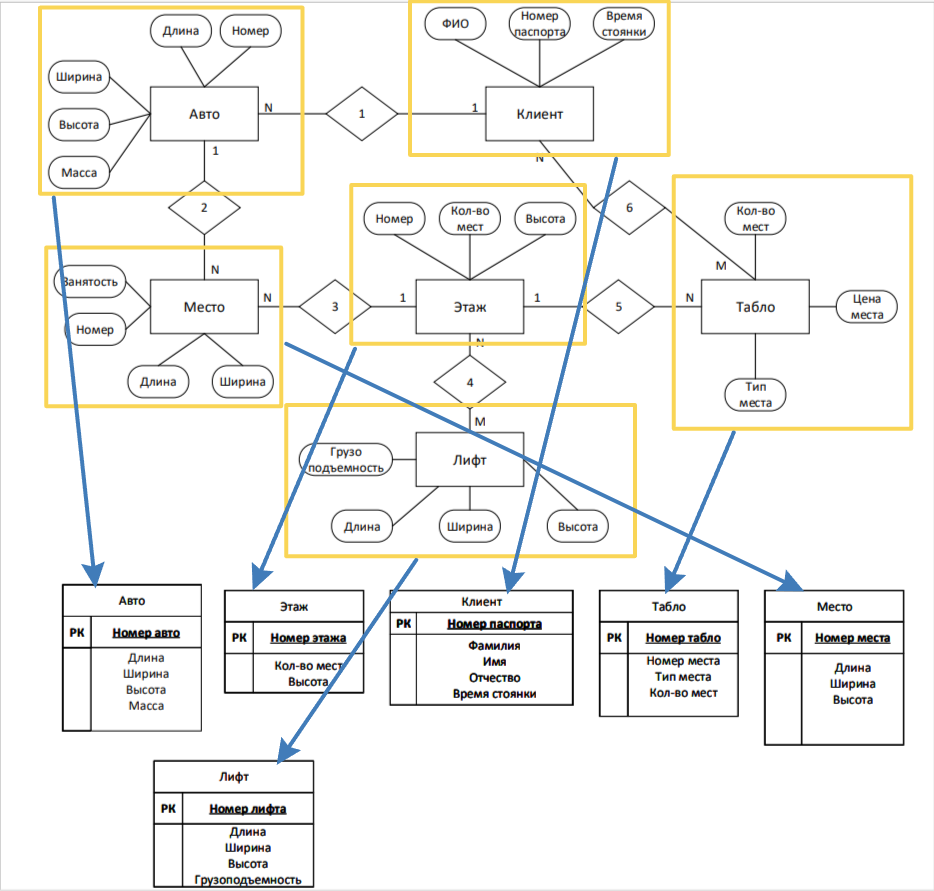 ФИО
Номер
паспорта
Время
стоянки
Длина
Номер
Ширина
Высота
Масса
Авто
N
1
1
Клиент
1
2
N
N
6
M
Номер
Кол-во
мест
Высота
Кол-во
мест
Занятость
Номер
Место
N
3
1
Этаж
1
5
N
Табло
Цена
места
Длина
Ширина
N
4
M
Тип
места
Грузо
подъемность
Лифт
Длина
Ширина
Высота
Авто
PK
Номер авто
Длина
Ширина
Высота
Масса
Этаж
PK
Номер этажа
Кол-во мест
Высота
Клиент
PK
Номер паспорта
Фамилия
Имя
Отчество
Время стоянки
Табло
PK
Номер табло
Номер места
Тип места
Кол-во мест
Место
PK
Номер места
Длина
Ширина
Высота
Лифт
PK
Номер лифта
Длина
Ширина
Высота
Грузоподъемность